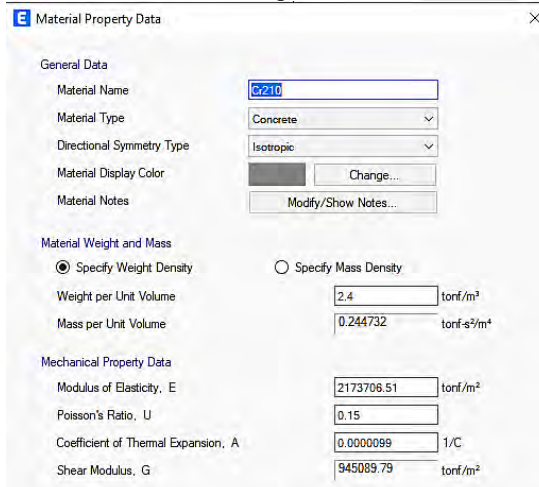 E Material Property Data
General Data
Material Name Cr210
Material Type Concrete
Directional Symmetry Type Isotropic
Material Display Color Change...
Material Notes Modify/Show Notes...
Material Weight and Mass
Specify Weight Density Specify Mass Density
Weight per Unit Volume 2.4 tonf/m³
Mass per Unit Volume 0.244732 tonf-s²/m⁴
Mechanical Property Data
Modulus of Elasticity, E 2173706.51 tonf/m²
Poisson's Ratio, U 0.15
Coefficient of Thermal Expansion, A 0.0000099 1/C
Shear Modulus, G 945089.79 tonf/m²